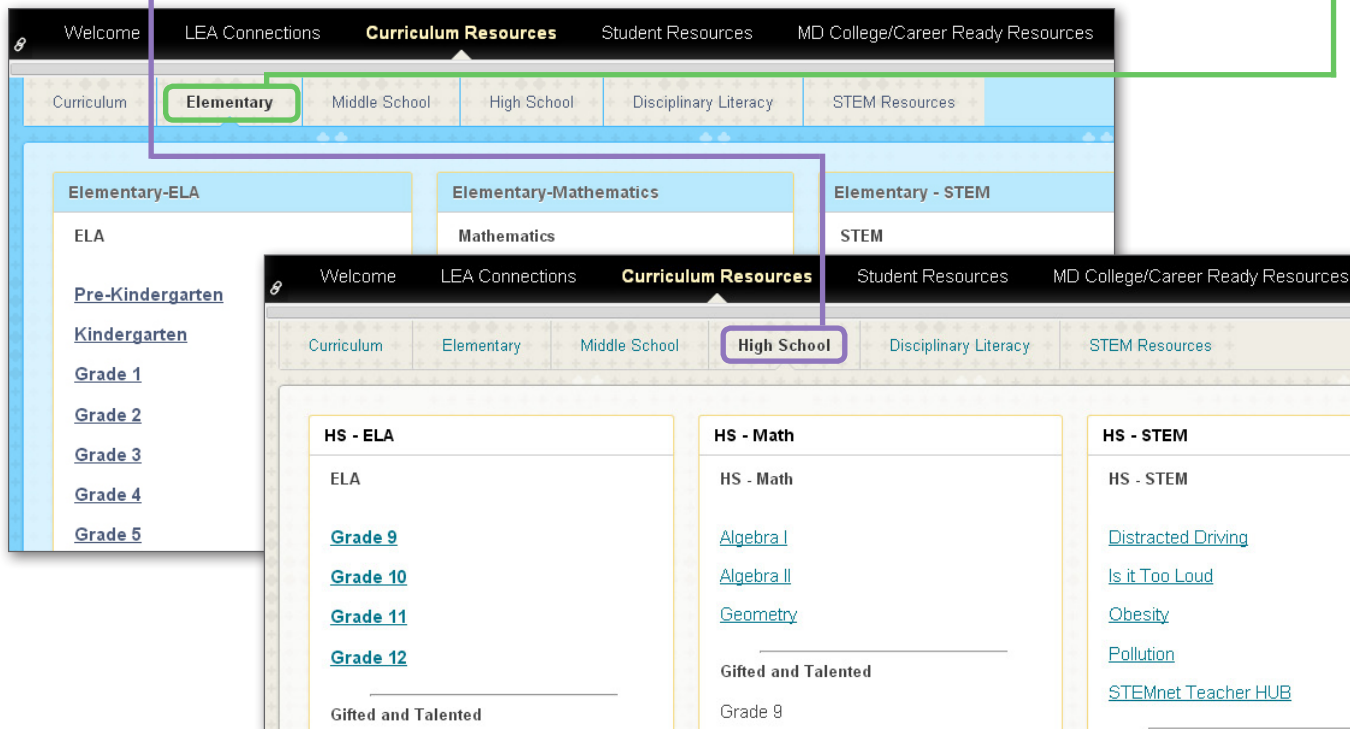 Welcome LEA Connections Curriculum Resources Student Resources MD College/Career Ready Resources
Curriculum Elementary Middle School High School Disciplinary Literacy STEM Resources
Elementary-ELA Elementary-Mathematics Elementary - STEM
ELA Mathematics STEM
Pre-Kindergarten
Kindergarten
Grade 1
Grade 2
Grade 3
Grade 4
Grade 5
Welcome LEA Connections Curriculum Resources Student Resources MD College/Career Ready Resources
Curriculum Elementary Middle School High School Disciplinary Literacy STEM Resources
HS - ELA HS - Math HS - STEM
ELA HS - Math HS - STEM
Grade 9 Algebra I Distracted Driving
Grade 10 Algebra II Is it Too Loud
Grade 11 Geometry Obesity
Grade 12 Pollution
Gifted and Talented
STEMnet Teacher HUB
Gifted and Talented Grade 9